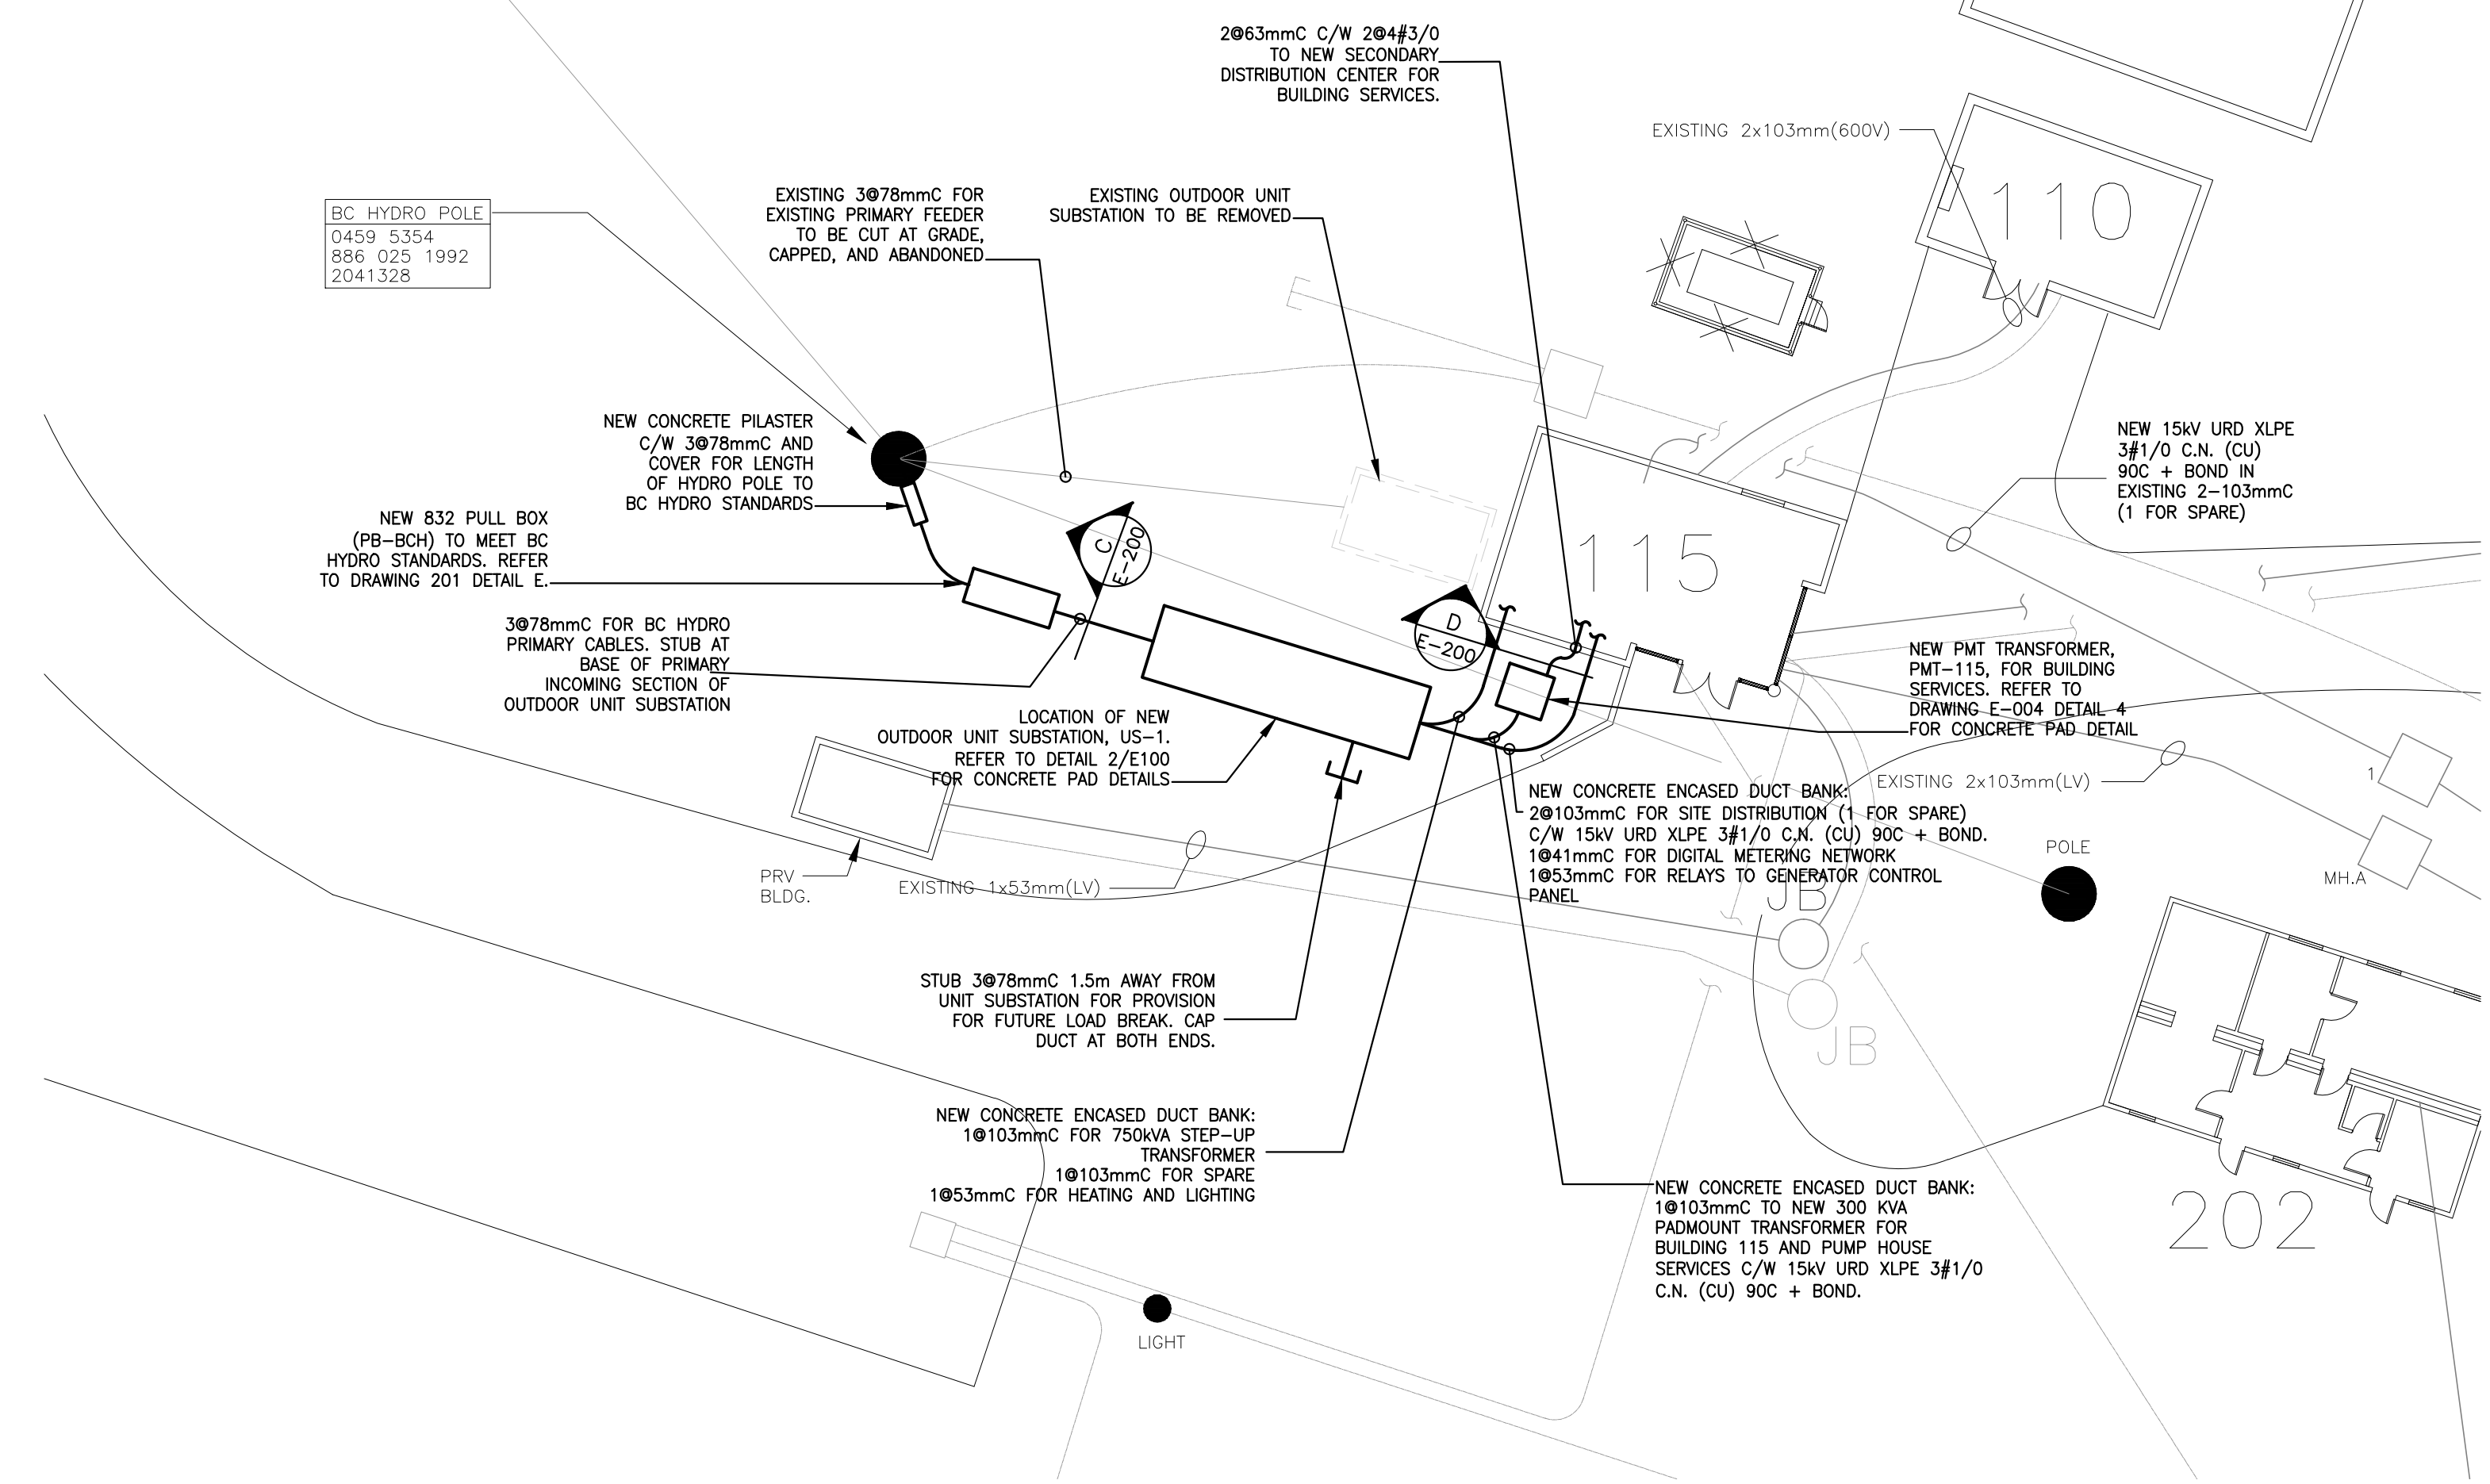 2@63mmC C/W 2@4#3/0
TO NEW SECONDARY
DISTRIBUTION CENTER FOR
BUILDING SERVICES.
EXISTING 2x103mm(600V)
110
EXISTING 3@78mmC FOR
EXISTING PRIMARY FEEDER
TO BE CUT AT GRADE,
CAPPED, AND ABANDONED
EXISTING OUTDOOR UNIT
SUBSTATION TO BE REMOVED
BC HYDRO POLE
0459 5354
886 025 1992
2041328
NEW CONCRETE PILASTER
C/W 3@78mmC AND
COVER FOR LENGTH
OF HYDRO POLE TO
BC HYDRO STANDARDS
NEW 15kV URD XLPE
3#1/0 C.N. (CU)
90C + BOND IN
EXISTING 2-103mmC
(1 FOR SPARE)
NEW 832 PULL BOX
(PB-BCH) TO MEET BC
HYDRO STANDARDS. REFER
TO DRAWING 201 DETAIL E.
C
E-200
115
D
E-200
3@78mmC FOR BC HYDRO
PRIMARY CABLES. STUB AT
BASE OF PRIMARY
INCOMING SECTION OF
OUTDOOR UNIT SUBSTATION
NEW PMT TRANSFORMER,
PMT-115, FOR BUILDING
SERVICES. REFER TO
DRAWING E-004 DETAIL 4
FOR CONCRETE PAD DETAIL
LOCATION OF NEW
OUTDOOR UNIT SUBSTATION, US-1.
REFER TO DETAIL 2/E100
FOR CONCRETE PAD DETAILS
EXISTING 2x103mm(LV)
1
NEW CONCRETE ENCASED DUCT BANK:
2@103mmC FOR SITE DISTRIBUTION (1 FOR SPARE)
C/W 15kV URD XLPE 3#1/0 C.N. (CU) 90C + BOND.
1@41mmC FOR DIGITAL METERING NETWORK
1@53mmC FOR RELAYS TO GENERATOR CONTROL
PANEL
POLE
MH.A
PRV
BLDG.
EXISTING 1x53mm(LV)
JB
JB
STUB 3@78mmC 1.5m AWAY FROM
UNIT SUBSTATION FOR PROVISION
FOR FUTURE LOAD BREAK. CAP
DUCT AT BOTH ENDS.
NEW CONCRETE ENCASED DUCT BANK:
1@103mmC FOR 750kVA STEP-UP
TRANSFORMER
1@103mmC FOR SPARE
1@53mmC FOR HEATING AND LIGHTING
NEW CONCRETE ENCASED DUCT BANK:
1@103mmC TO NEW 300 KVA
PADMOUNT TRANSFORMER FOR
BUILDING 115 AND PUMP HOUSE
SERVICES C/W 15kV URD XLPE 3#1/0
C.N. (CU) 90C + BOND.
202
LIGHT